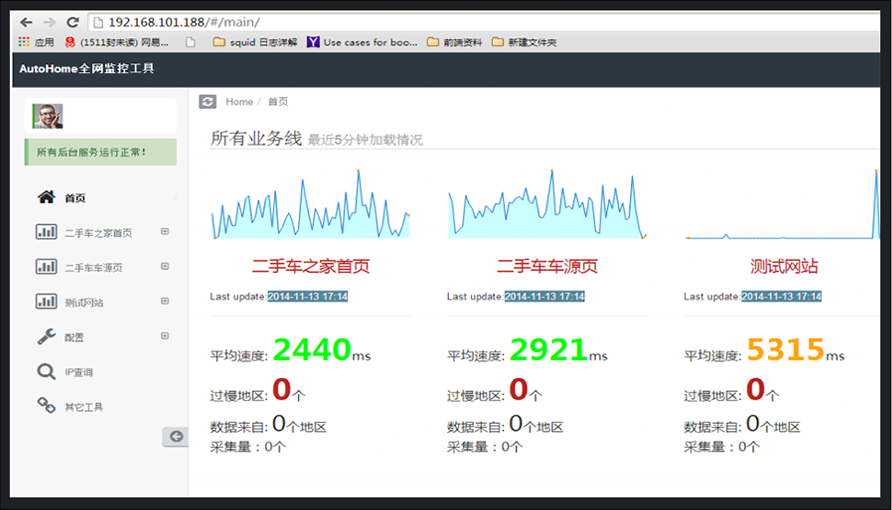 192.168.101.188/#/main/
应用 (1511封未读) 网易... squid 日志详解 Use cases for boo... 前端资料 新建文件夹
AutoHome全网监控工具
Home / 首页
所有后台服务运行正常！
所有业务线 最近5分钟加载情况
首页
二手车之家首页
二手车车源页
测试网站
配置
IP查询
其它工具
二手车之家首页
Last update:2014-11-13 17:14
平均速度: 2440ms
过慢地区: 0个
数据来自: 0个地区
采集量：0个
二手车车源页
Last update:2014-11-13 17:14
平均速度: 2921ms
过慢地区: 0个
数据来自: 0个地区
采集量：0个
测试网站
Last update:2014-11-13 17:14
平均速度: 5315ms
过慢地区: 0个
数据来自: 0个地区
采集量：0个